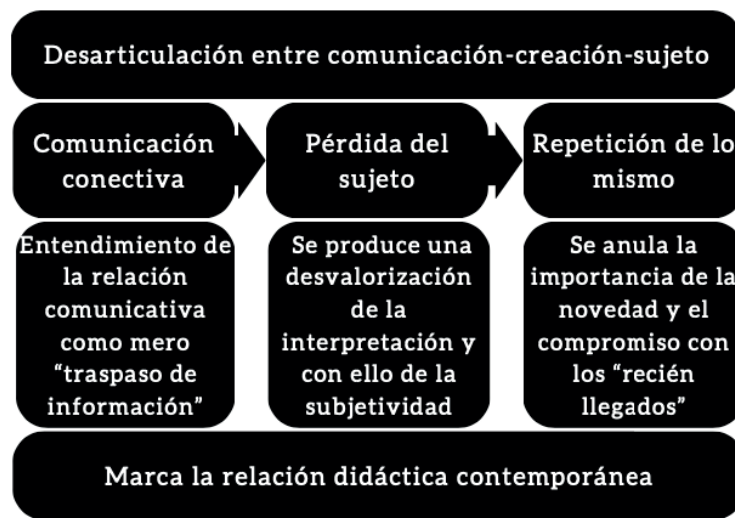 Desarticulación entre comunicación-creación-sujeto
Comunicación
conectiva
Pérdida del
sujeto
Repetición de lo
mismo
Entendimiento de
la relación
comunicativa
como mero
“traspaso de
información”
Se produce una
desvalorización
de la
interpretación y
con ello de la
subjetividad
Se anula la
importancia de la
novedad y el
compromiso con
los “recién
llegados”
Marca la relación didáctica contemporánea